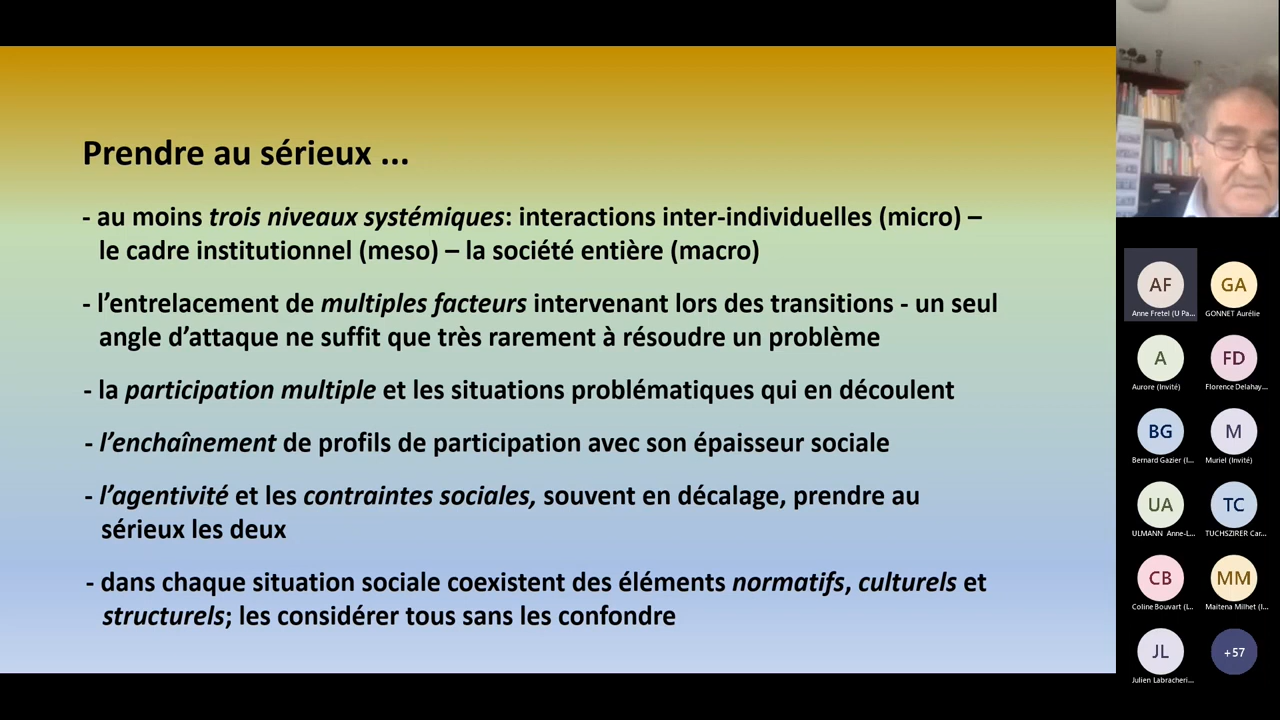 Prendre au sérieux ...
- au moins trois niveaux systémiques: interactions inter-individuelles (micro) –
le cadre institutionnel (meso) – la société entière (macro)
- l’entrelacement de multiples facteurs intervenant lors des transitions - un seul
angle d’attaque ne suffit que très rarement à résoudre un problème
- la participation multiple et les situations problématiques qui en découlent
- l’enchaînement de profils de participation avec son épaisseur sociale
- l’agentivité et les contraintes sociales, souvent en décalage, prendre au
sérieux les deux
- dans chaque situation sociale coexistent des éléments normatifs, culturels et
structurels; les considérer tous sans les confondre
AF
Anne Fretel (U Pa...
GA
GONNET Aurélie
A
Aurore (Invité)
FD
Florence Delahay...
BG
Bernard Gazier (I...
M
Muriel (Invité)
UA
ULMANN Anne-L...
TC
TUCHSZIRER Car...
CB
Coline Bouvart (I...
MM
Maitena Milhet (I...
JL
Julien Labracheri...
+57